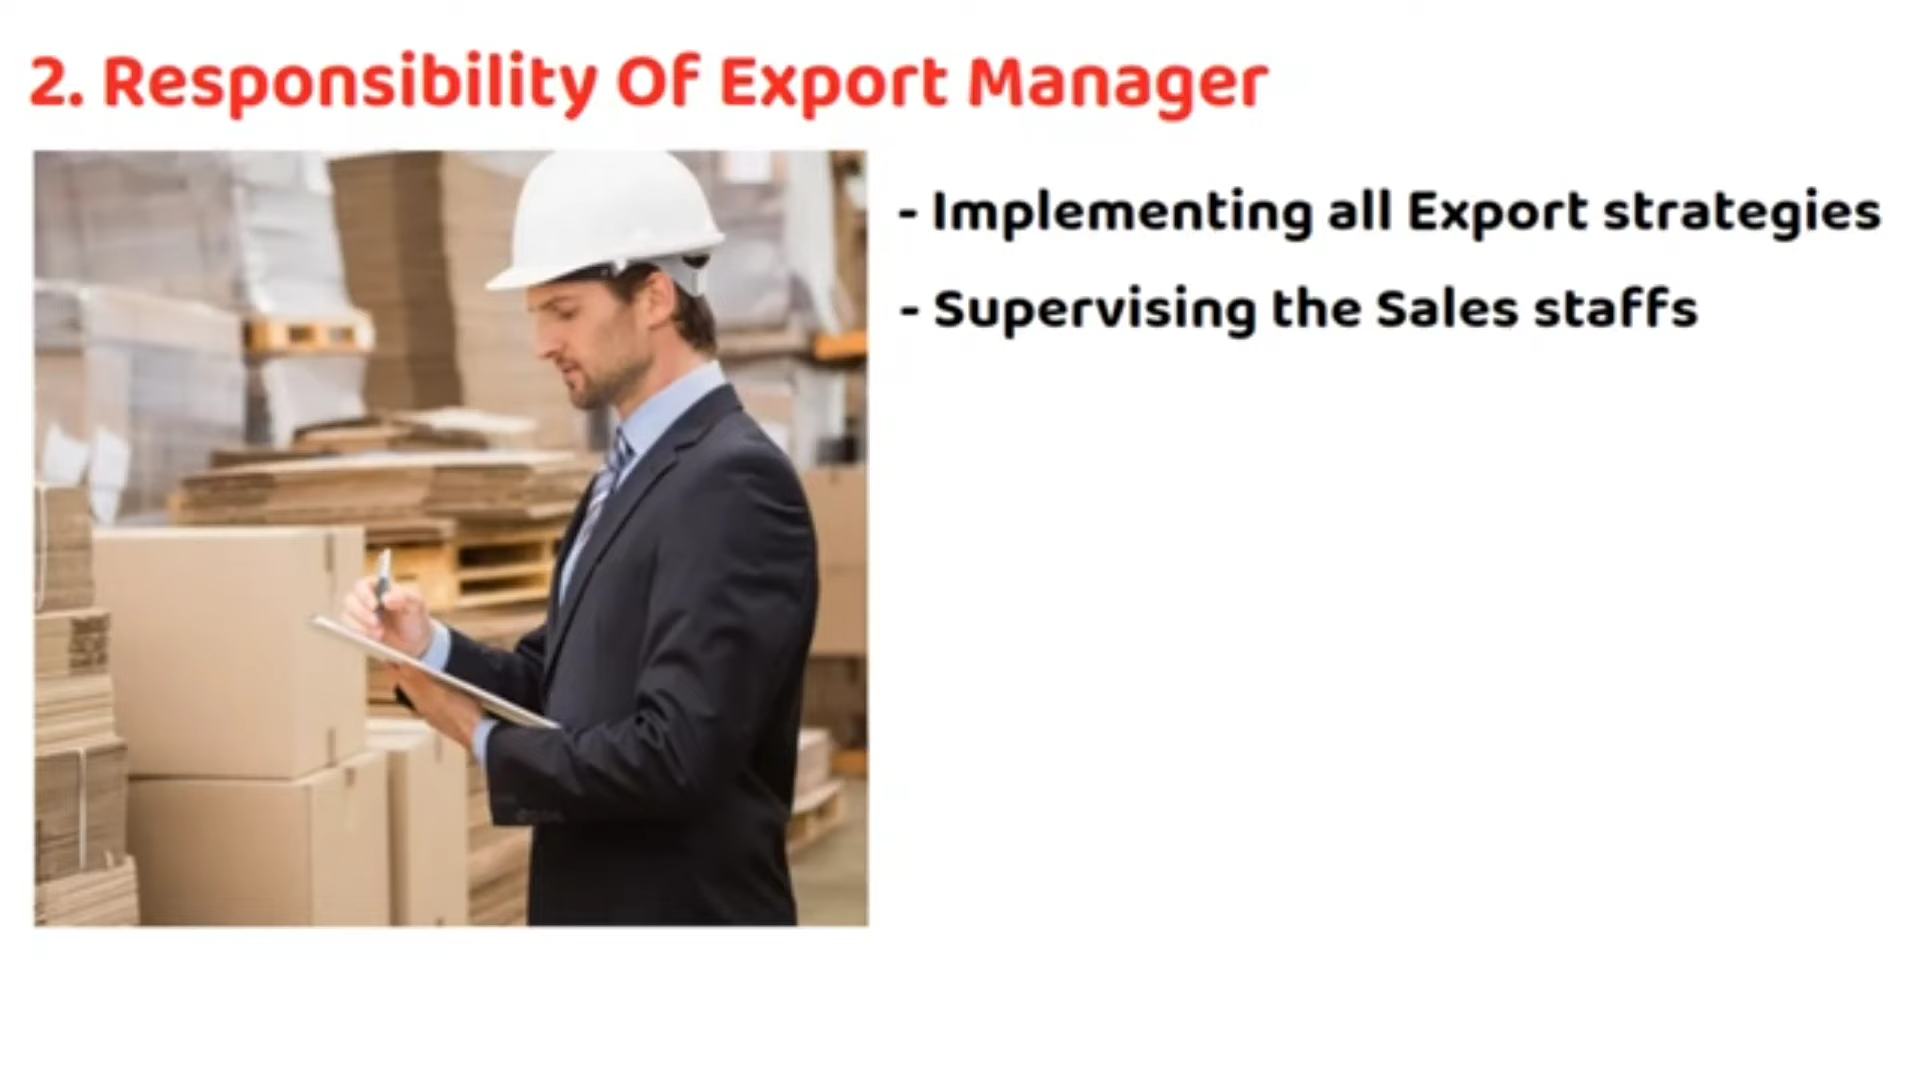 2. Responsibility Of Export Manager
- Implementing all Export strategies
- Supervising the Sales staffs